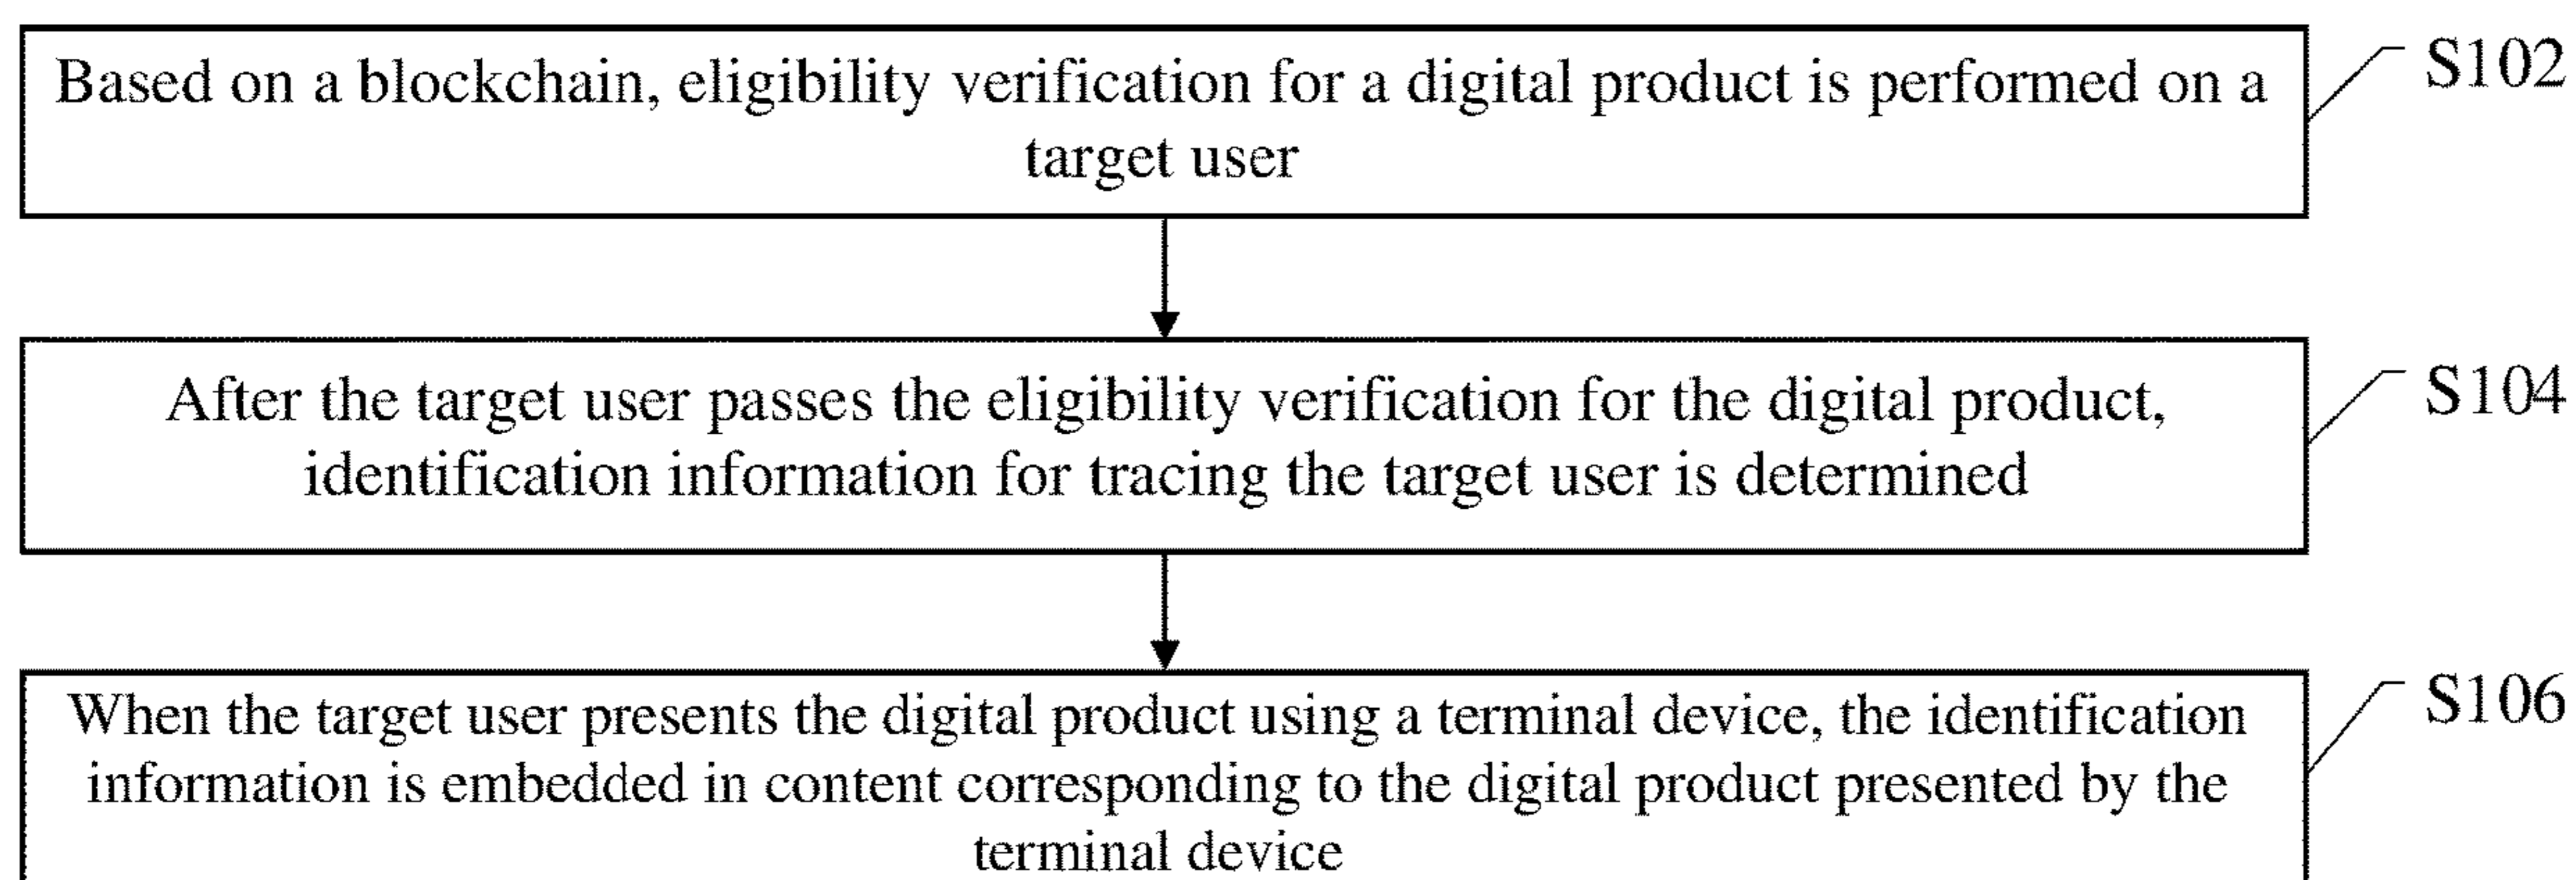 Based on a blockchain, eligibility verification for a digital product is performed on a
target user
S102
After the target user passes the eligibility verification for the digital product,
identification information for tracing the target user is determined
S104
When the target user presents the digital product using a terminal device, the identification
information is embedded in content corresponding to the digital product presented by the
terminal device
S106